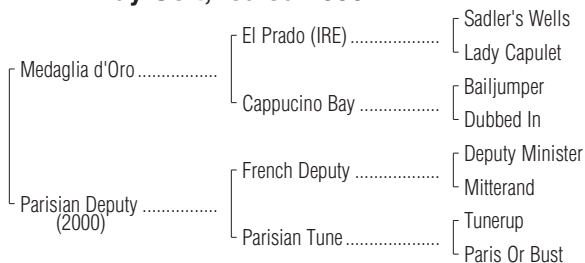 Sadler's Wells
El Prado (IRE) ...................
Lady Capulet
Medaglia d'Oro .................
Bailjumper
Cappucino Bay .................
Dubbed In
Deputy Minister
French Deputy ..................
Mitterand
Parisian Deputy ................
(2000)
Tunerup
Parisian Tune ...................
Paris Or Bust